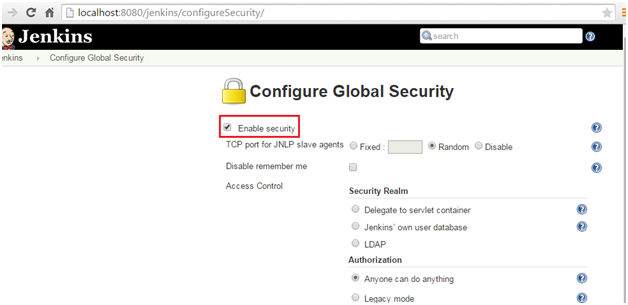 localhost:8080/jenkins/configureSecurity/
Jenkins
search
enkins › Configure Global Security
Configure Global Security
Enable security
TCP port for JNLP slave agents Fixed : Random Disable
Disable remember me
Access Control
Security Realm
Delegate to servlet container
Jenkins' own user database
LDAP
Authorization
Anyone can do anything
Legacy mode